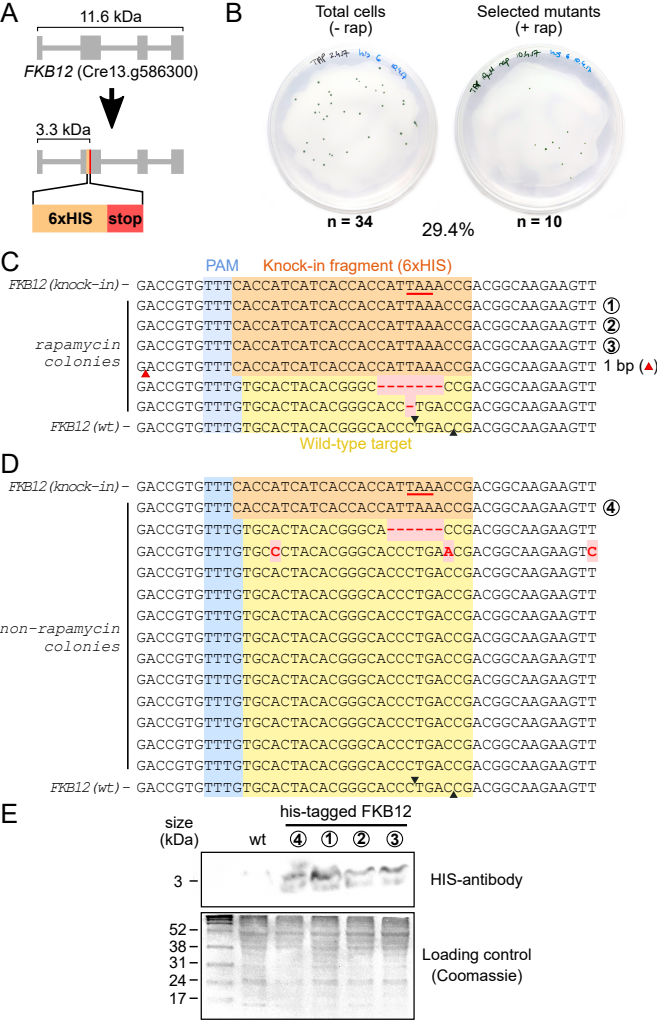 A
11.6 kDa
FKB12 (Cre13.g586300)
3.3 kDa
6xHIS stop
B
Total cells
(- rap)
Selected mutants
(+ rap)
n = 34
29.4%
n = 10
C
PAM Knock-in fragment (6xHIS)
FKB12(knock-in)- GACCGTGTTTCACCATCATCACCACCATTAAACCGACGGCAAGAAGTT
rapamycin
colonies
GACCGTGTTTCACCATCATCACCACCATTAAACCGACGGCAAGAAGTT 1
GACCGTGTTTCACCATCATCACCACCATTAAACCGACGGCAAGAAGTT 2
GACCGTGTTTCACCATCATCACCACCATTAAACCGACGGCAAGAAGTT 3
GACCGTGTTTCACCATCATCACCACCATTAAACCGACGGCAAGAAGTT 1 bp (▲)
GACCGTGTTTGTGCACTACACGGGC-------CCGACGGCAAGAAGTT
GACCGTGTTTGTGCACTACACGGGCACC-TGACCGACGGCAAGAAGTT
FKB12(wt)- GACCGTGTTTGTGCACTACACGGGCACCCTGACCGACGGCAAGAAGTT
Wild-type target
D
FKB12(knock-in)- GACCGTGTTTCACCATCATCACCACCATTAAACCGACGGCAAGAAGTT
non-rapamycin
colonies
GACCGTGTTTCACCATCATCACCACCATTAAACCGACGGCAAGAAGTT 4
GACCGTGTTTGTGCACTACACGGGCA------CCGACGGCAAGAAGTT
GACCGTGTTTGTGCCCTACACGGGCACCCTGAACGACGGCAAGAAGTC
GACCGTGTTTGTGCACTACACGGGCACCCTGACCGACGGCAAGAAGTT
GACCGTGTTTGTGCACTACACGGGCACCCTGACCGACGGCAAGAAGTT
GACCGTGTTTGTGCACTACACGGGCACCCTGACCGACGGCAAGAAGTT
GACCGTGTTTGTGCACTACACGGGCACCCTGACCGACGGCAAGAAGTT
GACCGTGTTTGTGCACTACACGGGCACCCTGACCGACGGCAAGAAGTT
GACCGTGTTTGTGCACTACACGGGCACCCTGACCGACGGCAAGAAGTT
GACCGTGTTTGTGCACTACACGGGCACCCTGACCGACGGCAAGAAGTT
GACCGTGTTTGTGCACTACACGGGCACCCTGACCGACGGCAAGAAGTT
GACCGTGTTTGTGCACTACACGGGCACCCTGACCGACGGCAAGAAGTT
GACCGTGTTTGTGCACTACACGGGCACCCTGACCGACGGCAAGAAGTT
FKB12(wt)- GACCGTGTTTGTGCACTACACGGGCACCCTGACCGACGGCAAGAAGTT
E
his-tagged FKB12
size
(kDa)
wt 4 1 2 3
3
HIS-antibody
52
38
31
24
17
Loading control
(Coomassie)